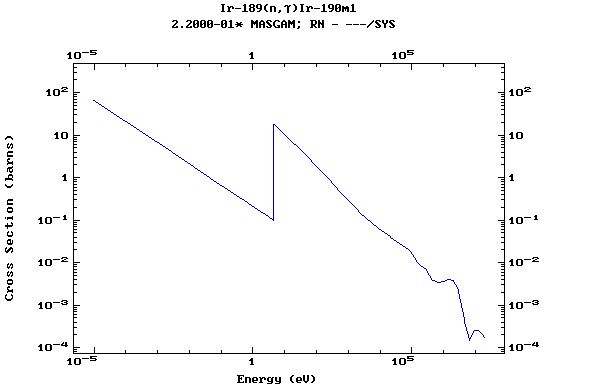 Ir-189(n,γ)Ir-190m1
2.2000-01* MASGAM; RN - ---/SYS
10⁻⁵ 1 10⁵
10² 10²
10 10
1 1
10⁻¹ 10⁻¹
10⁻² 10⁻²
10⁻³ 10⁻³
10⁻⁴ 10⁻⁴
10⁻⁵ 1 10⁵
Energy (eV)
Cross Section (barns)